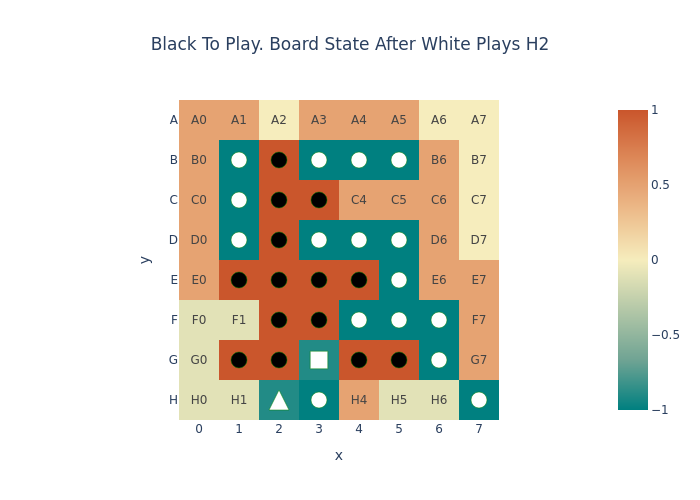 Black To Play. Board State After White Plays H2
A A0 A1 A2 A3 A4 A5 A6 A7
B B0 B6 B7
C C0 C4 C5 C6 C7
D D0 D6 D7
E E0 E6 E7
F F0 F1 F7
G G0 G7
H H0 H1 H4 H5 H6
0 1 2 3 4 5 6 7
x
y
1
0.5
0
−0.5
−1